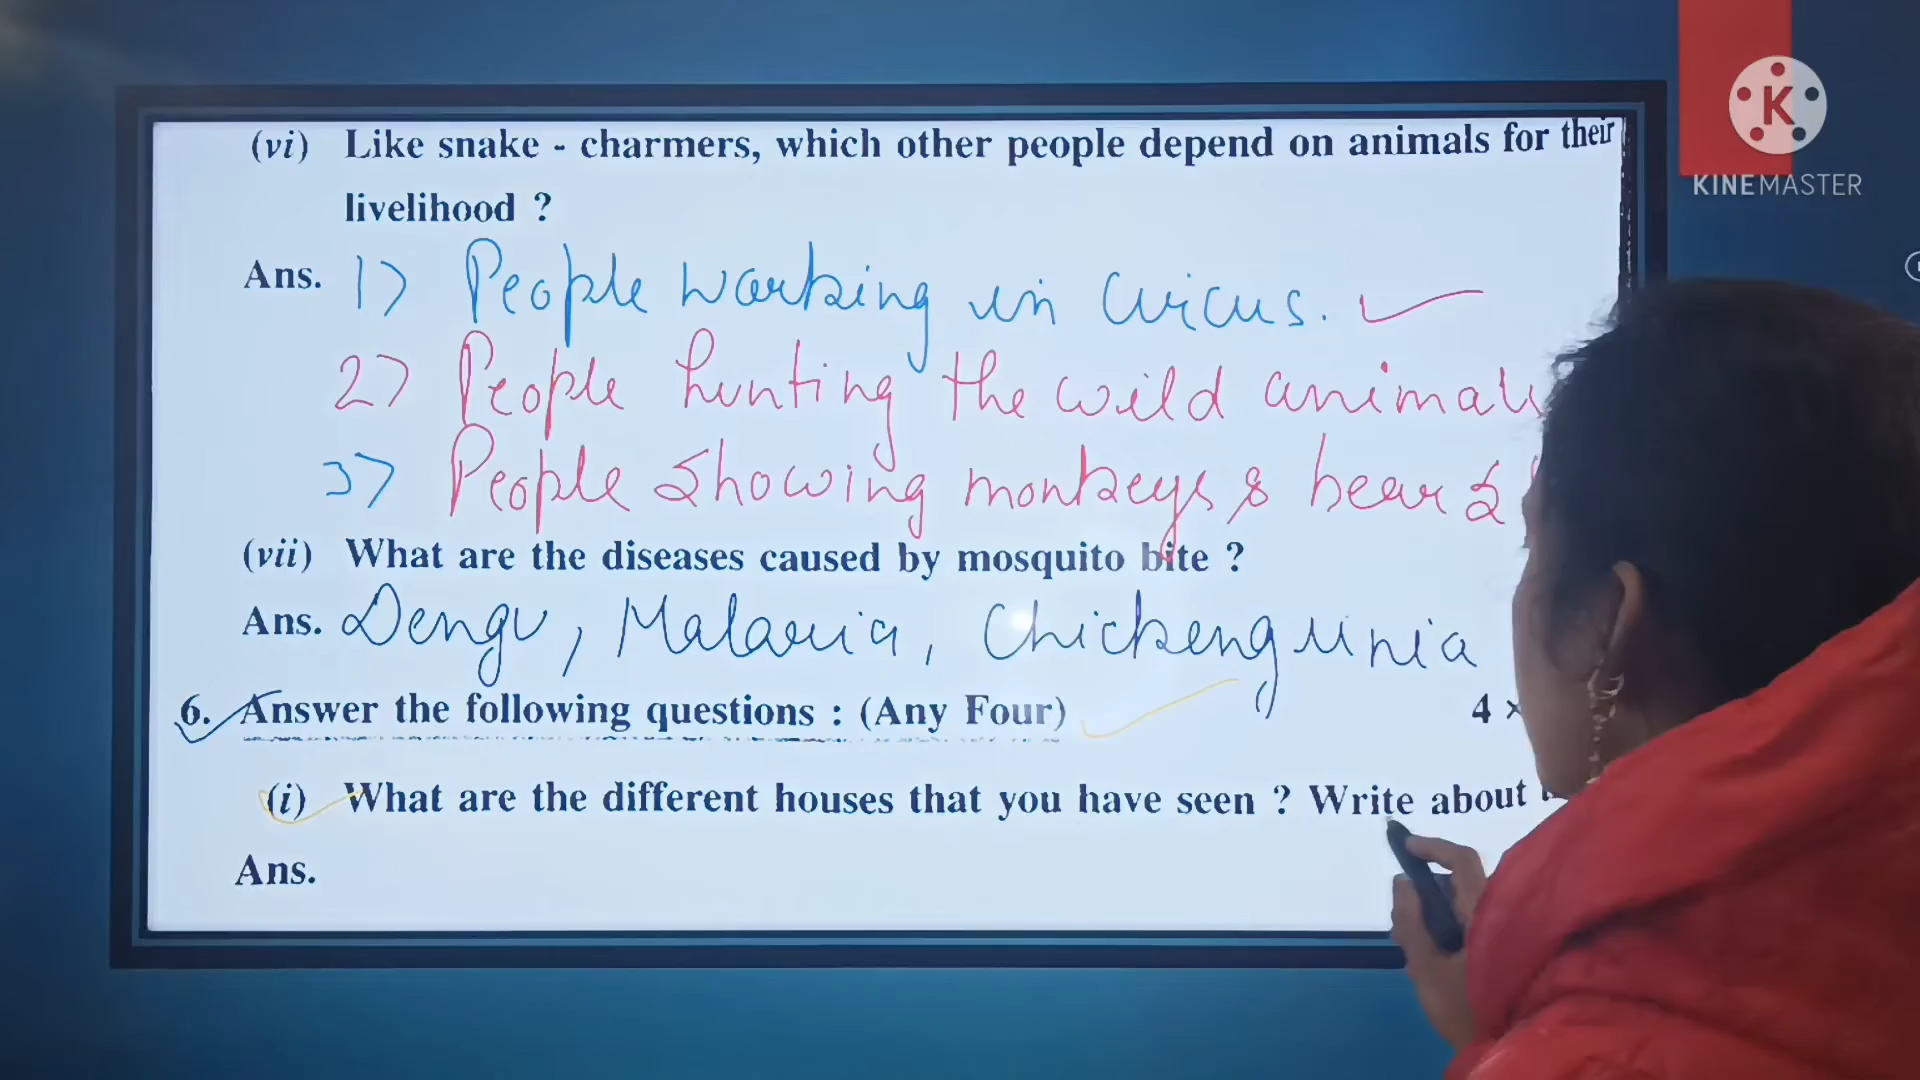 (vi) Like snake - charmers, which other people depend on animals for their
livelihood ?
Ans. 1) People working in circus.
2) People hunting the wild animals
3) People showing monkeys & bears
(vii) What are the diseases caused by mosquito bite ?
Ans. Dengu, Malaria, Chickengunia
6. Answer the following questions : (Any Four) 4 ×
(i) What are the different houses that you have seen ? Write about
Ans.
K
KINEMASTER